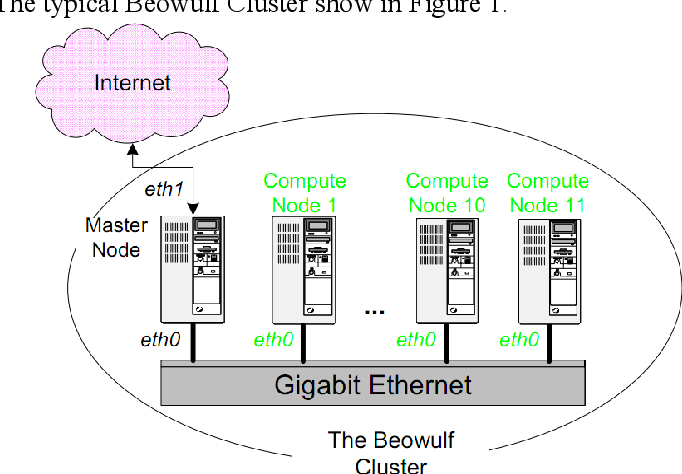 The typical Beowulf Cluster show in Figure 1.
Internet
eth1
Master
Node
Compute
Node 1
Compute
Node 10
Compute
Node 11
...
eth0
eth0
eth0
eth0
Gigabit Ethernet
The Beowulf
Cluster